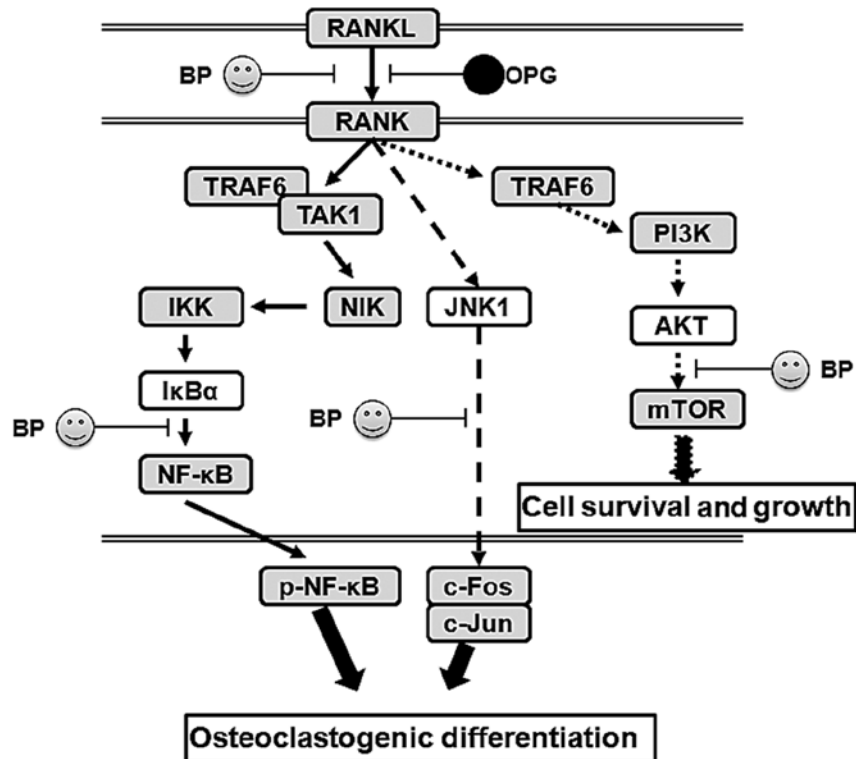 RANKL
BP
OPG
RANK
TRAF6
TAK1
TRAF6
PI3K
IKK
NIK
JNK1
AKT
IκBα
BP
mTOR
BP
BP
NF-κB
Cell survival and growth
p-NF-κB
c-Fos
c-Jun
Osteoclastogenic differentiation